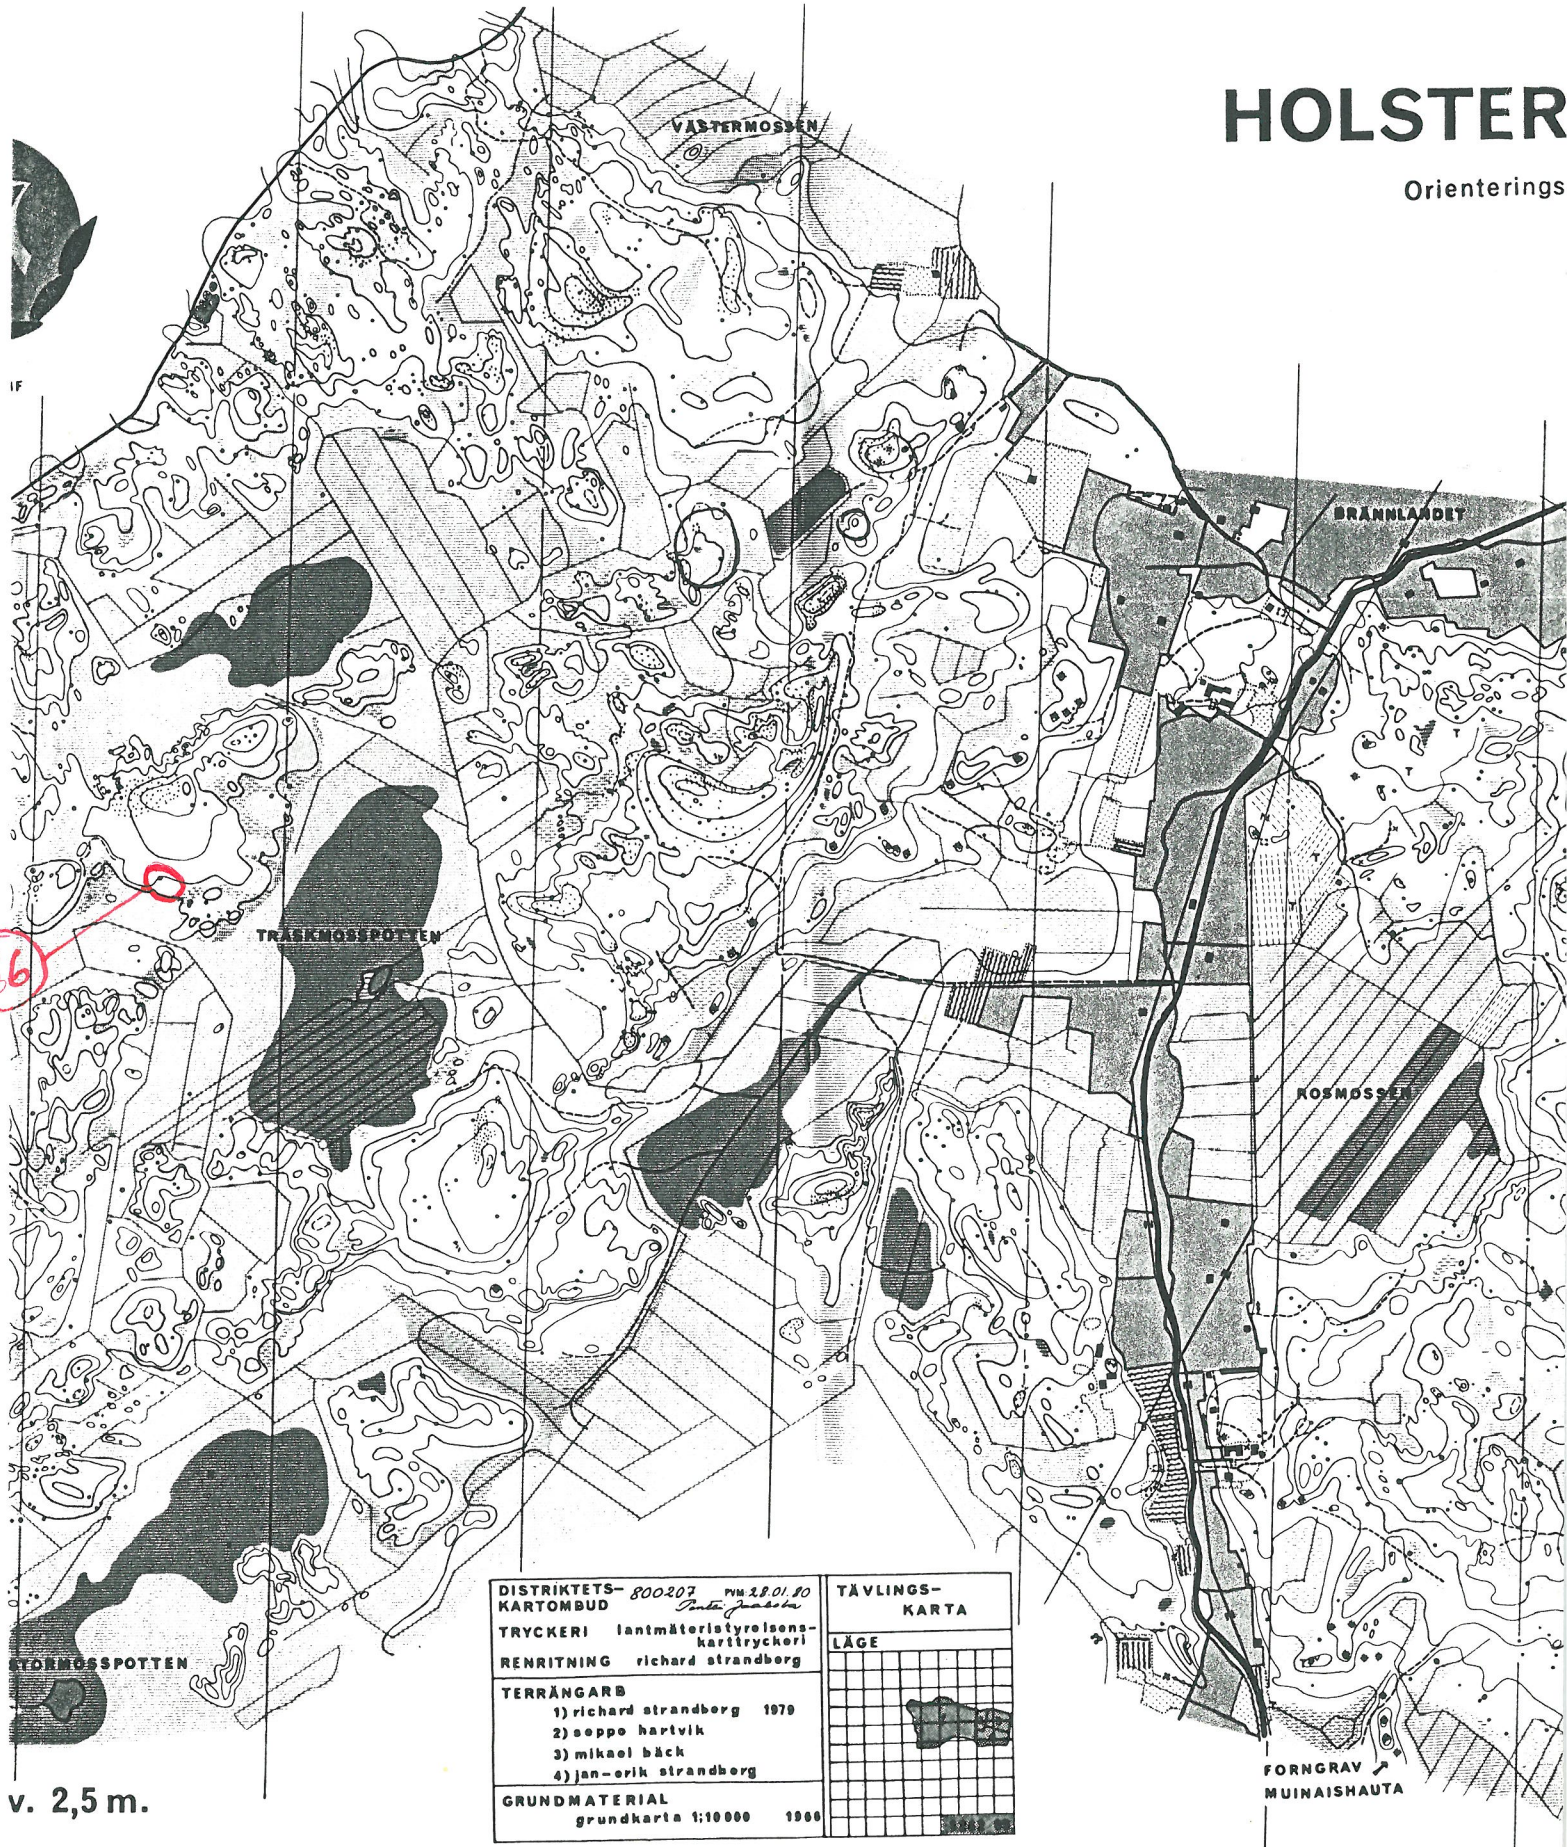 HOLSTER
Orienterings
VÄSTERMOSSEN
IF
BRÄNNLANDET
TRÄSKMOSSPOTTEN
6
ROSMOSSEN
STORMOSSPOTTEN
v. 2,5 m.
DISTRIKTETS- 800207 PVM 28.01.80
KARTOMBUD
TRYCKERI lantmäteristyrelsens-
karttryckeri
RENRITNING richard strandberg
TERRÄNGARB
1) richard strandberg 1979
2) seppo hartvik
3) mikael bäck
4) jan-erik strandberg
GRUNDMATERIAL
grundkarta 1:10000 1966
TÄVLINGS-
KARTA
LÄGE
FORNGRAV
MUINAISHAUTA